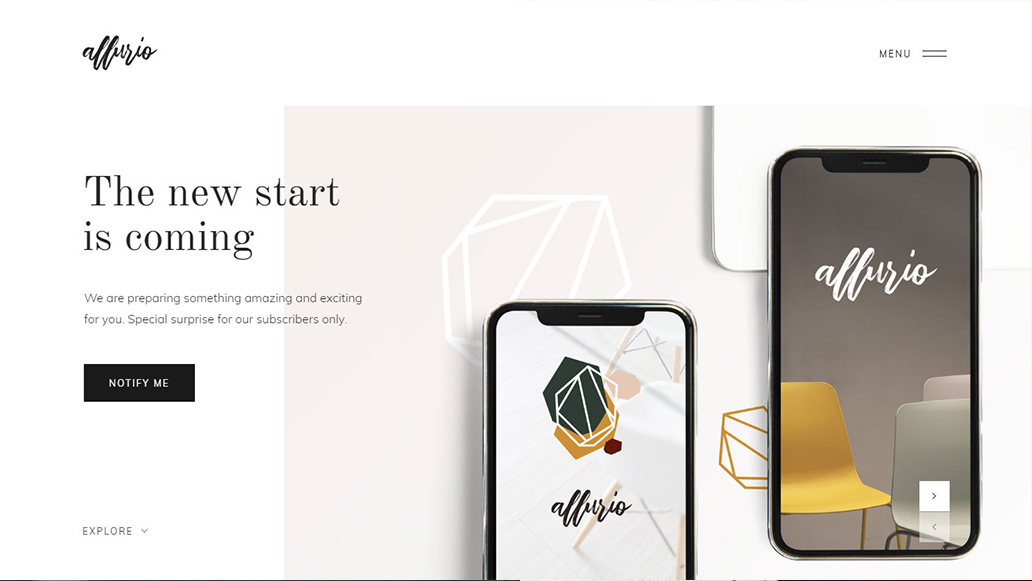 allurio
MENU
The new start
is coming
We are preparing something amazing and exciting
for you. Special surprise for our subscribers only.
NOTIFY ME
EXPLORE
allurio
allurio